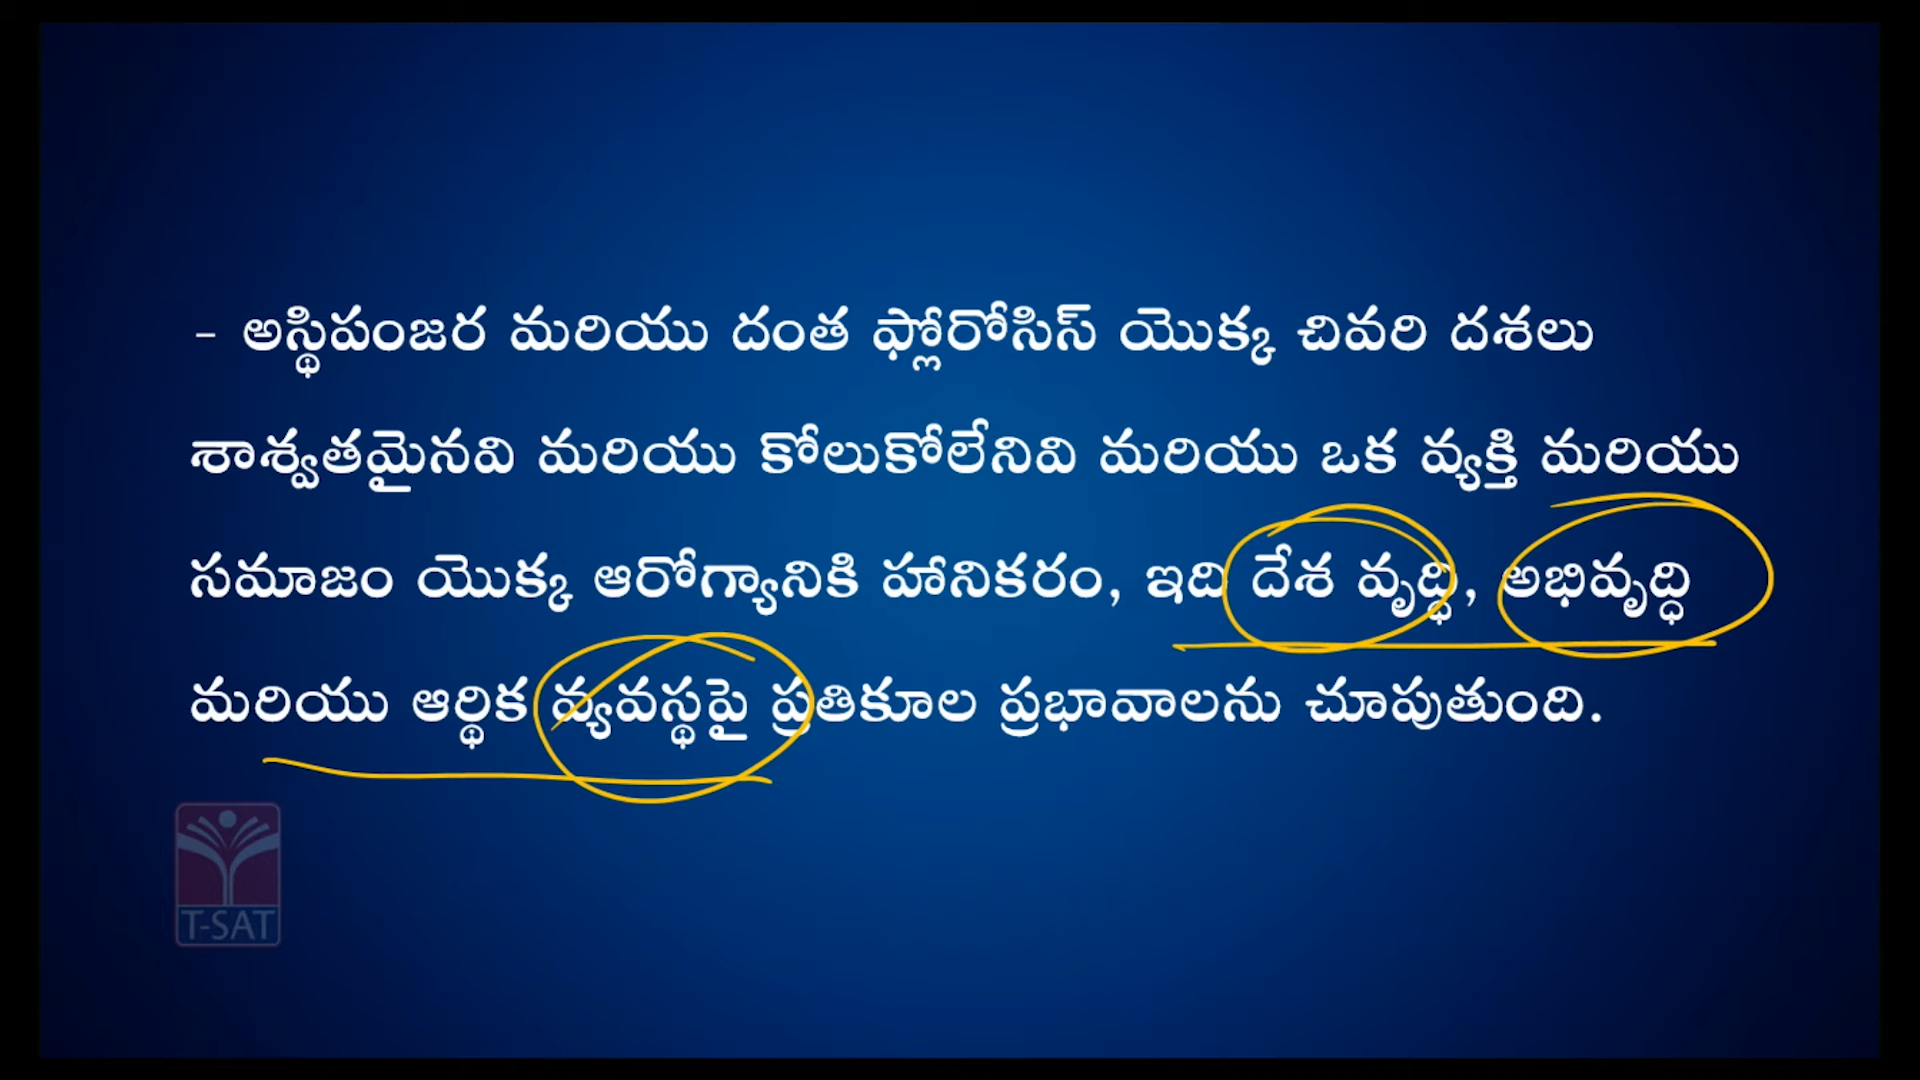 - అస్థిపంజర మరియు దంత ఫ్లోరోసిస్ యొక్క చివరి దశలు
శాశ్వతమైనవి మరియు కోలుకోలేనివి మరియు ఒక వ్యక్తి మరియు
సమాజం యొక్క ఆరోగ్యానికి హానికరం, ఇది దేశ వృద్ధి, అభివృద్ధి
మరియు ఆర్థిక వ్యవస్థపై ప్రతికూల ప్రభావాలను చూపుతుంది.
T-SAT